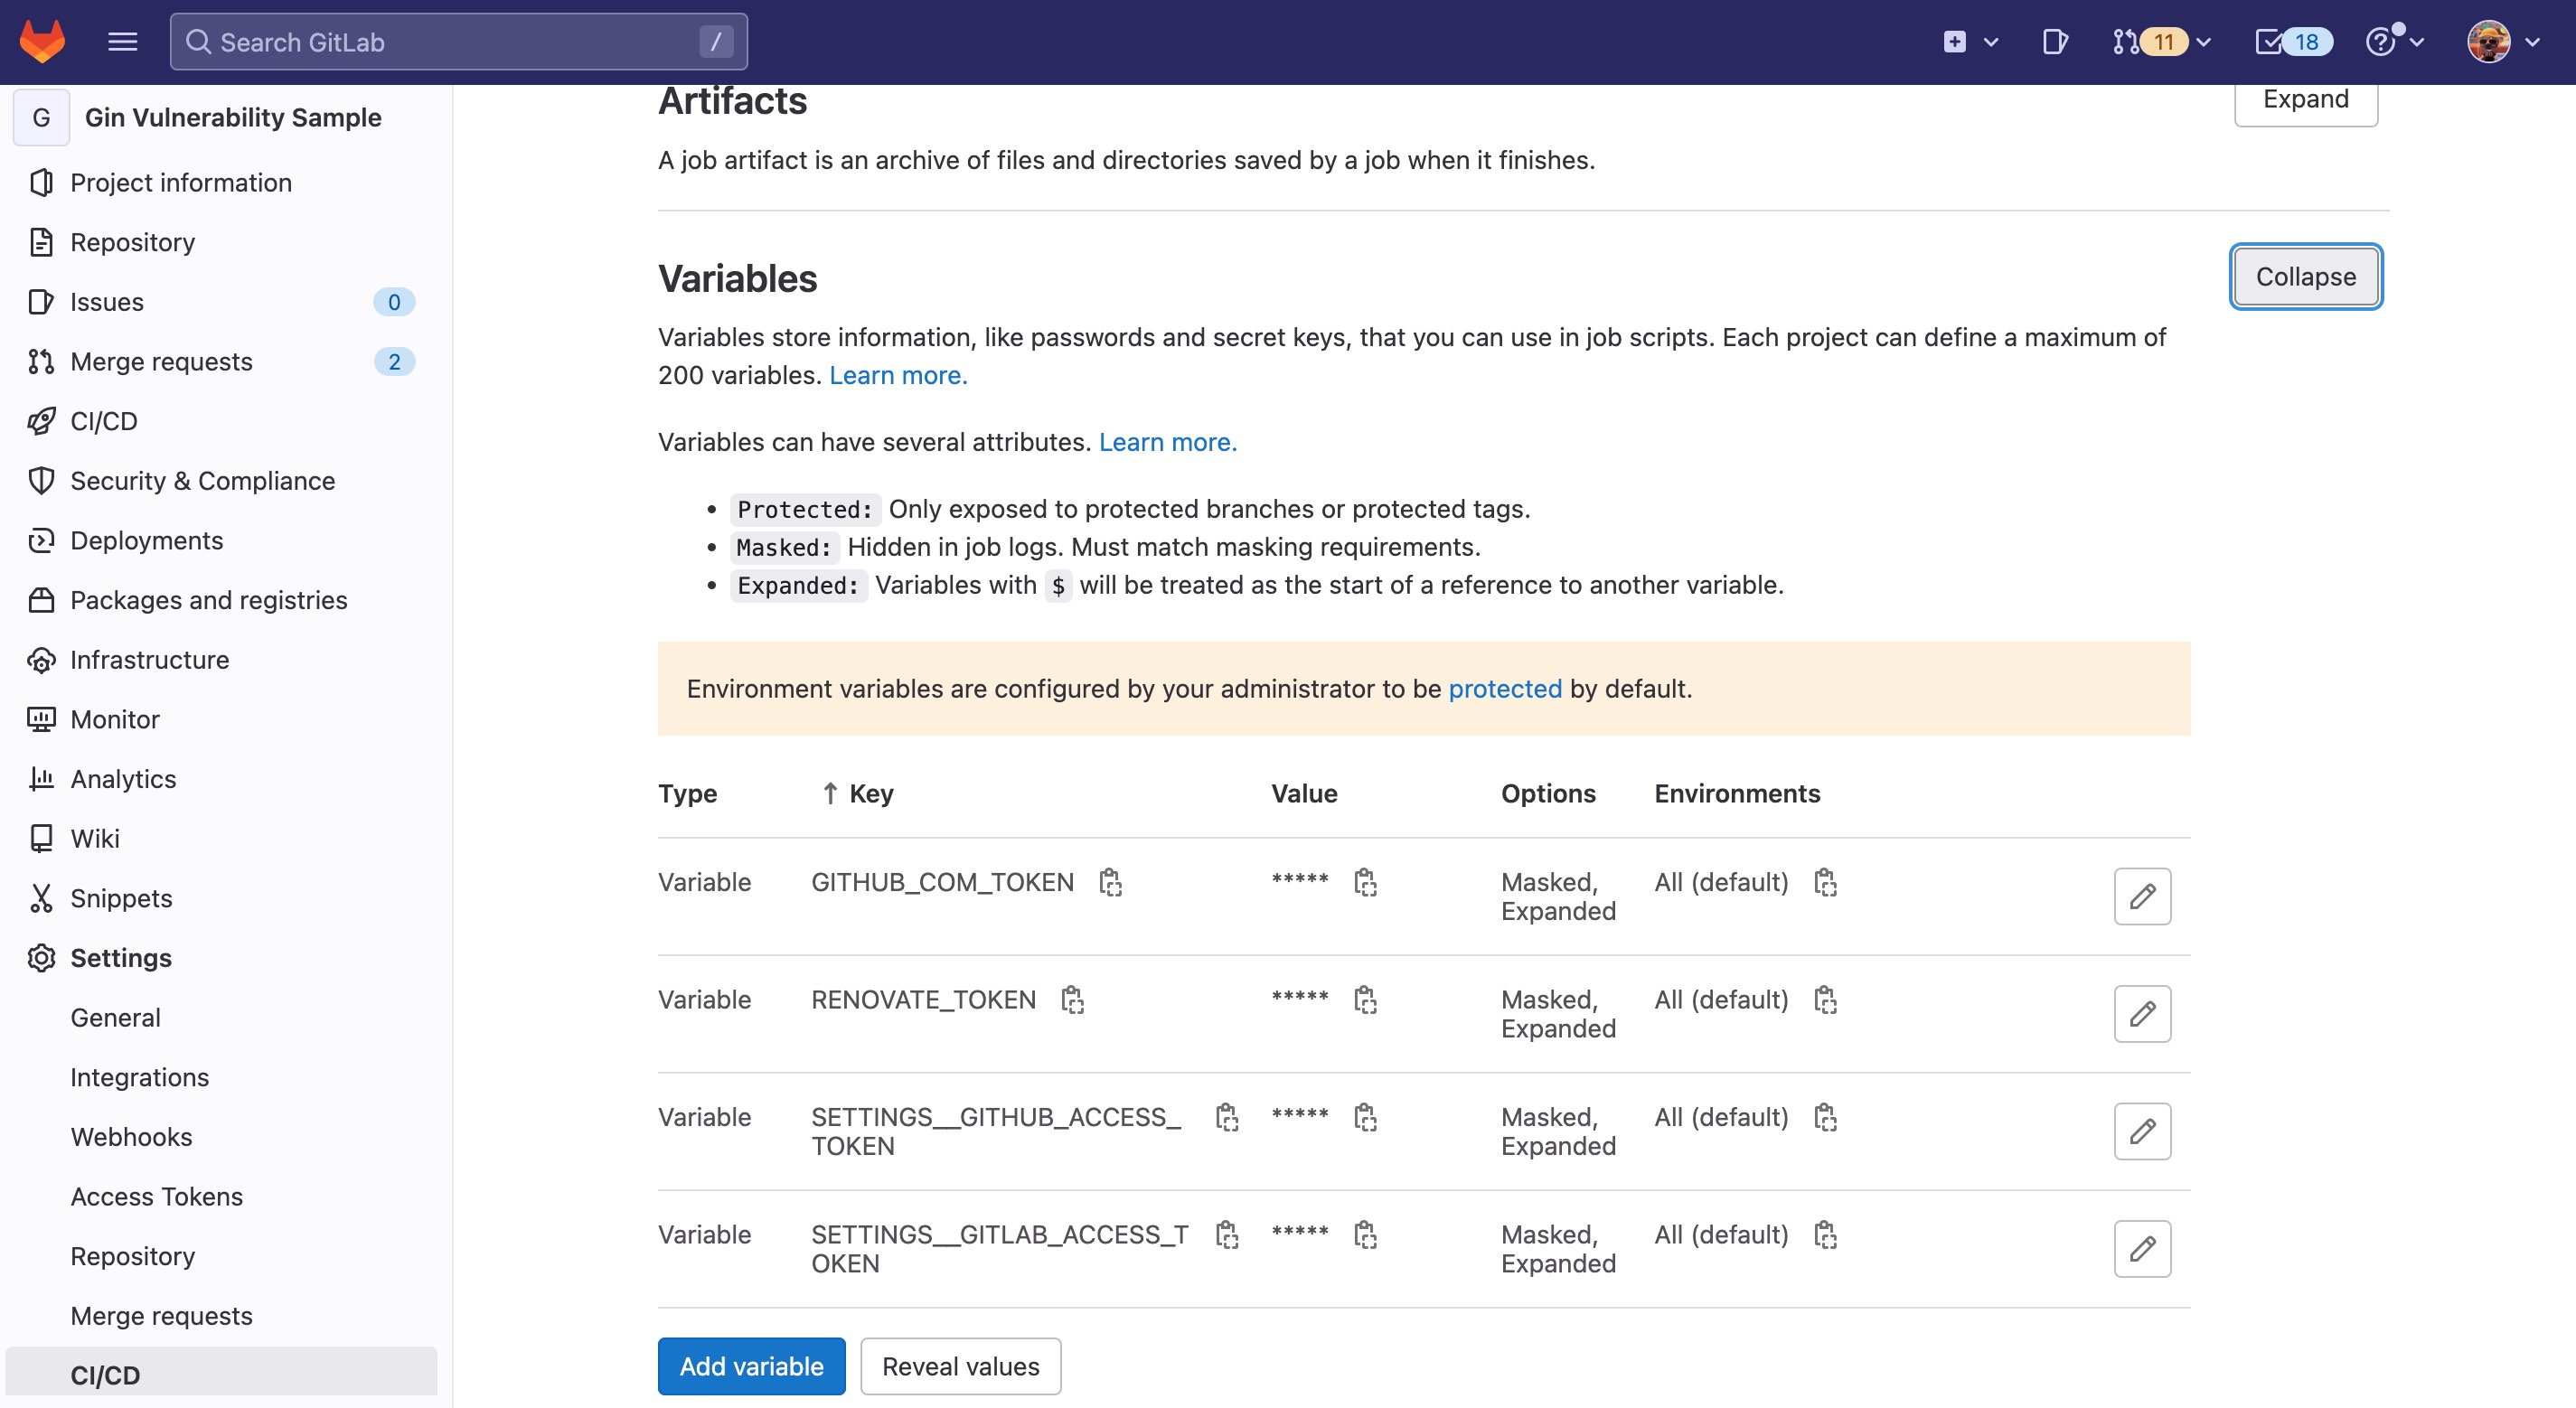 Search GitLab
/
11
18
G
Gin Vulnerability Sample
Project information
Repository
Issues
0
Merge requests
2
CI/CD
Security & Compliance
Deployments
Packages and registries
Infrastructure
Monitor
Analytics
Wiki
Snippets
Settings
General
Integrations
Webhooks
Access Tokens
Repository
Merge requests
CI/CD
Artifacts
Expand
A job artifact is an archive of files and directories saved by a job when it finishes.
Variables
Collapse
Variables store information, like passwords and secret keys, that you can use in job scripts. Each project can define a maximum of
200 variables. Learn more.
Variables can have several attributes. Learn more.
• Protected: Only exposed to protected branches or protected tags.
• Masked: Hidden in job logs. Must match masking requirements.
• Expanded: Variables with $ will be treated as the start of a reference to another variable.
Environment variables are configured by your administrator to be protected by default.
Type ↑ Key Value Options Environments
Variable GITHUB_COM_TOKEN ***** Masked, All (default)
Expanded
Variable RENOVATE_TOKEN ***** Masked, All (default)
Expanded
Variable SETTINGS__GITHUB_ACCESS_ ***** Masked, All (default)
TOKEN Expanded
Variable SETTINGS__GITLAB_ACCESS_T ***** Masked, All (default)
OKEN Expanded
Add variable Reveal values